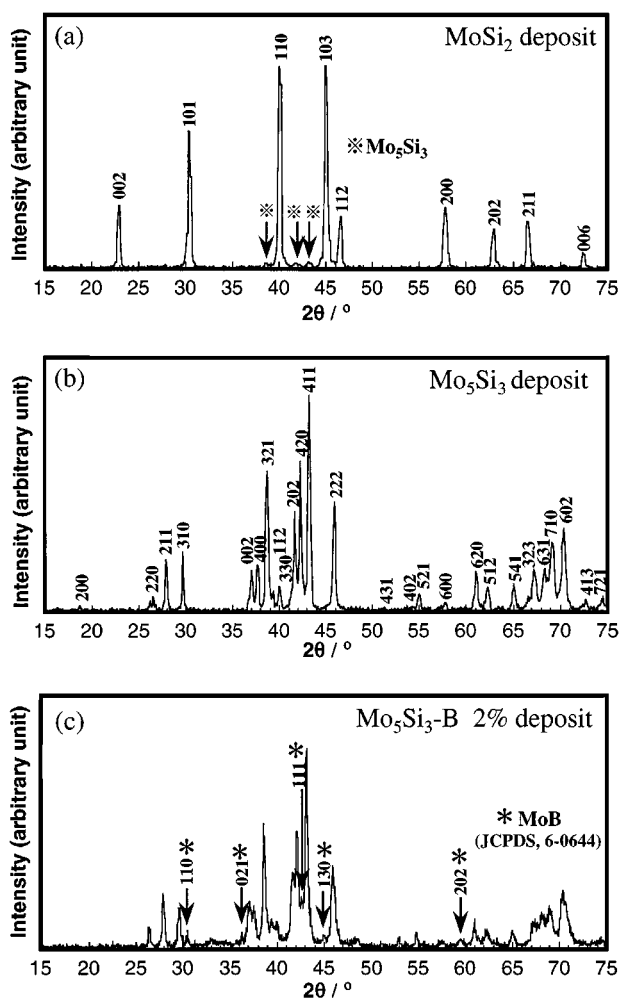 (a)
MoSi2 deposit
002
101
110
103
112
200
202
211
006
※ Mo5Si3
※ ※ ※
Intensity (arbitrary unit)
15 20 25 30 35 40 45 50 55 60 65 70 75
2θ / °
(b)
Mo5Si3 deposit
200
220
211
310
002
400
321
112
330
202
420
411
222
431
402
521
600
620
512
541
323
631
710
602
413
721
Intensity (arbitrary unit)
15 20 25 30 35 40 45 50 55 60 65 70 75
2θ / °
(c)
Mo5Si3-B 2% deposit
110*
021*
111*
130*
202*
* MoB
(JCPDS, 6-0644)
Intensity (arbitrary unit)
15 20 25 30 35 40 45 50 55 60 65 70 75
2θ / °